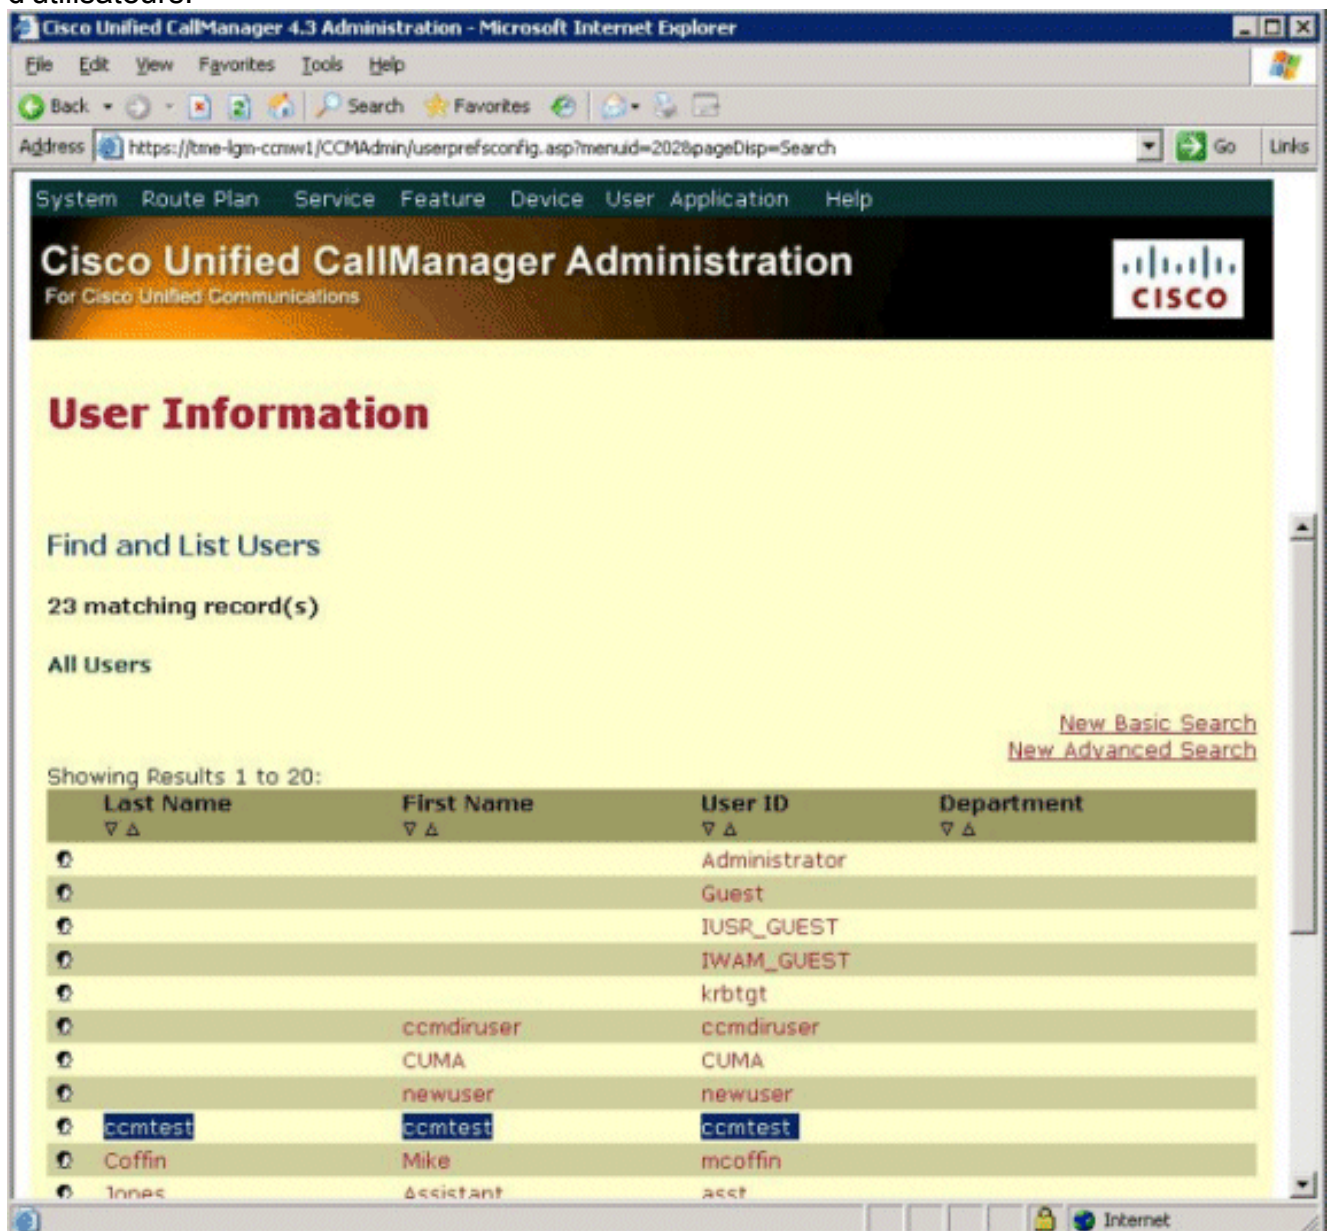 d'utilisateurs.
Cisco Unified CallManager 4.3 Administration - Microsoft Internet Explorer
File Edit View Favorites Tools Help
Back Search Favorites
Address https://tme-lgm-ccmw1/CCMAdmin/userprefsconfig.asp?menuid=202&pageDisp=Search Go Links
System Route Plan Service Feature Device User Application Help
Cisco Unified CallManager Administration
For Cisco Unified Communications
CISCO
User Information
Find and List Users
23 matching record(s)
All Users
New Basic Search
New Advanced Search
Showing Results 1 to 20:
Last Name First Name User ID Department
Administrator
Guest
IUSR_GUEST
IWAM_GUEST
krbtgt
ccmdiruser ccmdiruser
CUMA CUMA
newuser newuser
ccmtest ccmtest ccmtest
Coffin Mike mcoffin
Jones Assistant asst
Internet